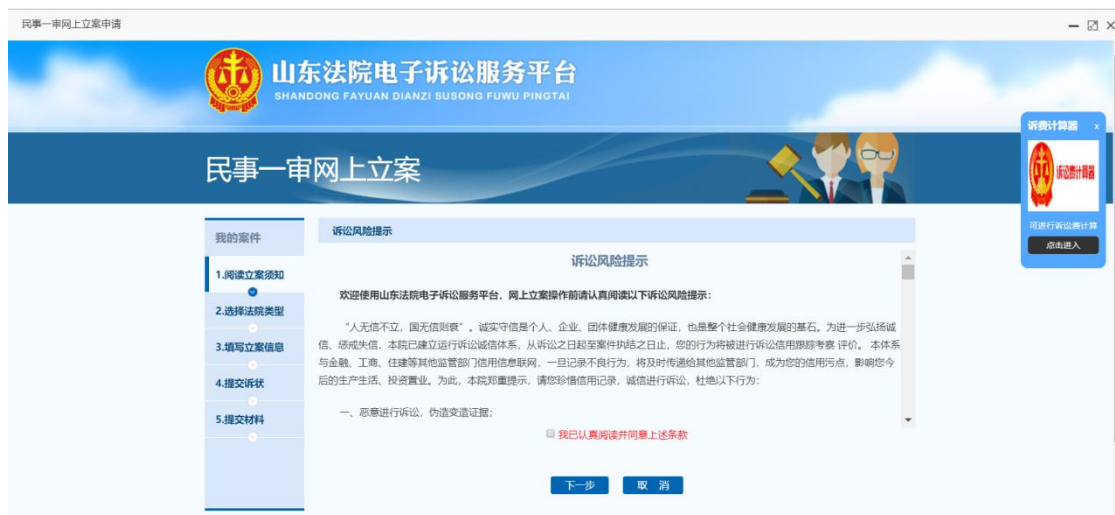 民事一审网上立案申请
山东法院电子诉讼服务平台
SHANDONG FAYUAN DIANZI SUSONG FUWU PINGTAI
诉费计算器 x
诉讼费计算器
可进行诉讼费计算
点击进入
民事一审网上立案
我的案件
1.阅读立案须知
2.选择法院类型
3.填写立案信息
4.提交诉状
5.提交材料
诉讼风险提示
诉讼风险提示
欢迎使用山东法院电子诉讼服务平台，网上立案操作前请认真阅读以下诉讼风险提示：
“人无信不立，国无信则衰”。诚实守信是个人、企业、团体健康发展的保证，也是整个社会健康发展的基石。为进一步弘扬诚
信、惩戒失信，本院已建立运行诉讼诚信体系，从诉讼之日起至案件执结之日止，您的行为将被进行诉讼信用跟踪考察 评价。 本体系
与金融、工商、住建等其他监管部门信用信息联网，一旦记录不良行为，将及时传递给其他监管部门，成为您的信用污点，影响您今
后的生产生活、投资置业。为此，本院郑重提示，请您珍惜信用记录，诚信进行诉讼，杜绝以下行为：
一、恶意进行诉讼，伪造变造证据；
我已认真阅读并同意上述条款
下一步 取 消